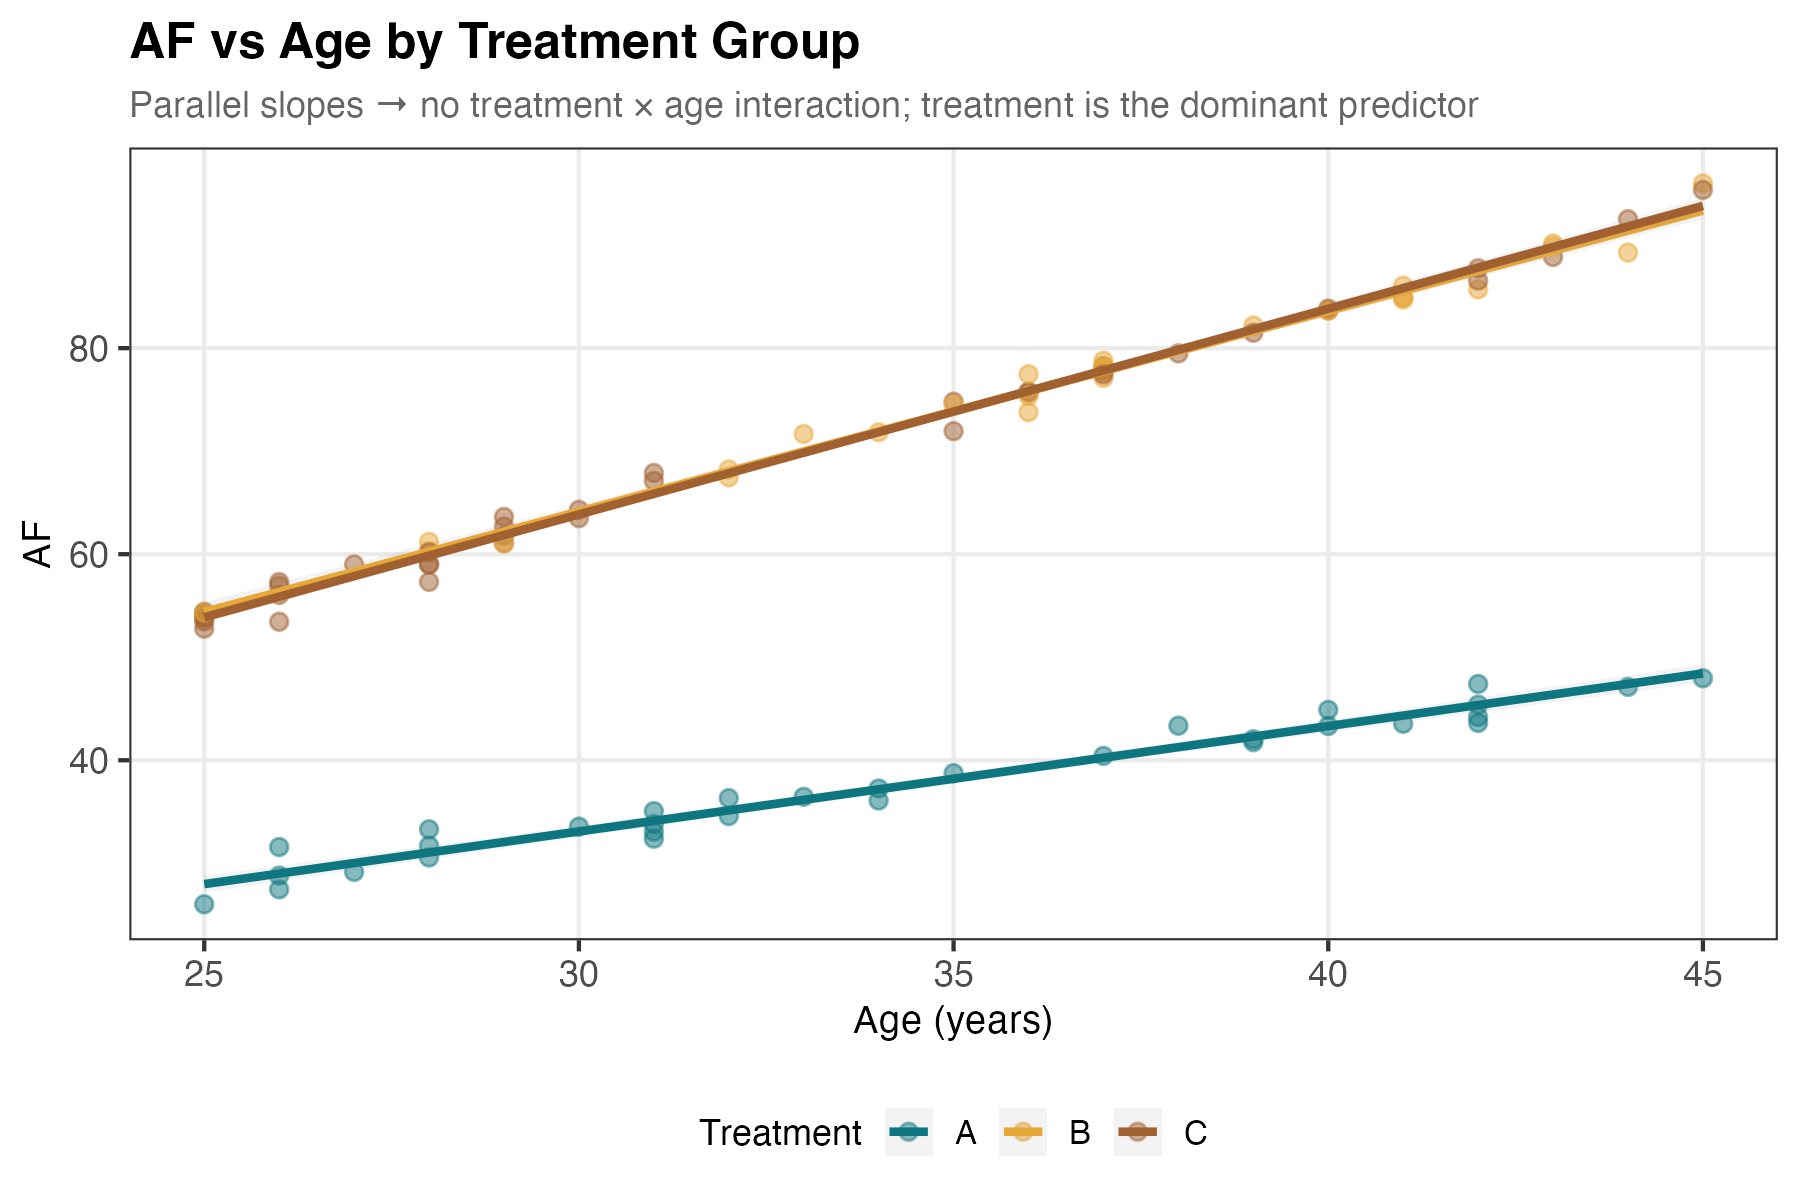 AF vs Age by Treatment Group
Parallel slopes → no treatment × age interaction; treatment is the dominant predictor
AF
80
60
40
25 30 35 40 45
Age (years)
Treatment A B C